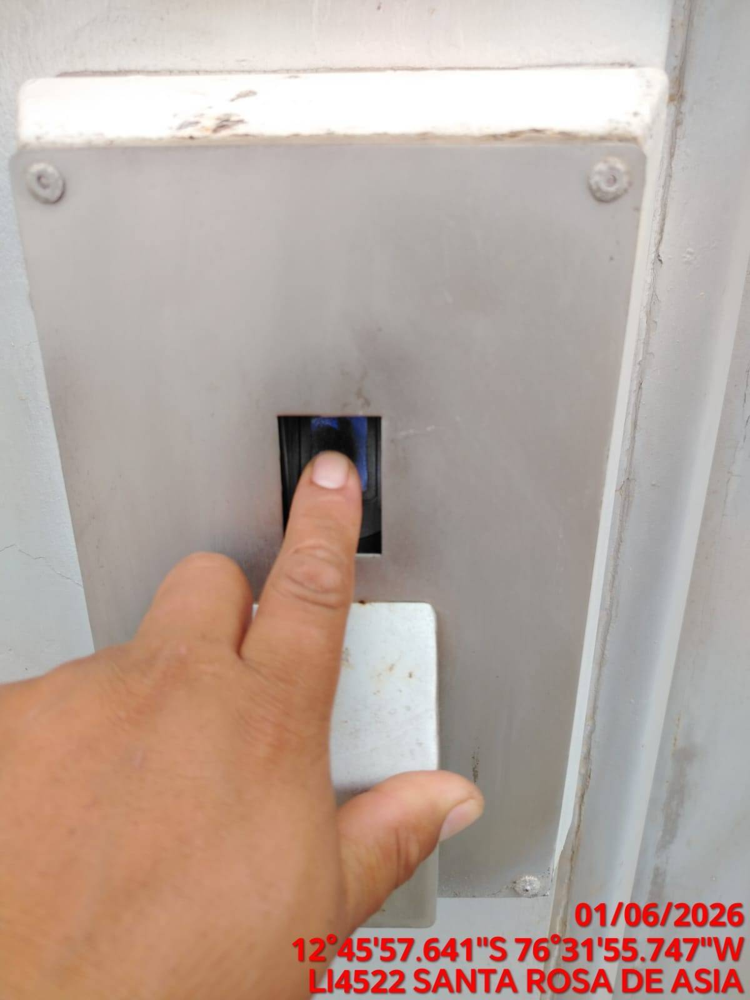 01/06/2026
12°45'57.641"S 76°31'55.747"W
LI4522 SANTA ROSA DE ASIA